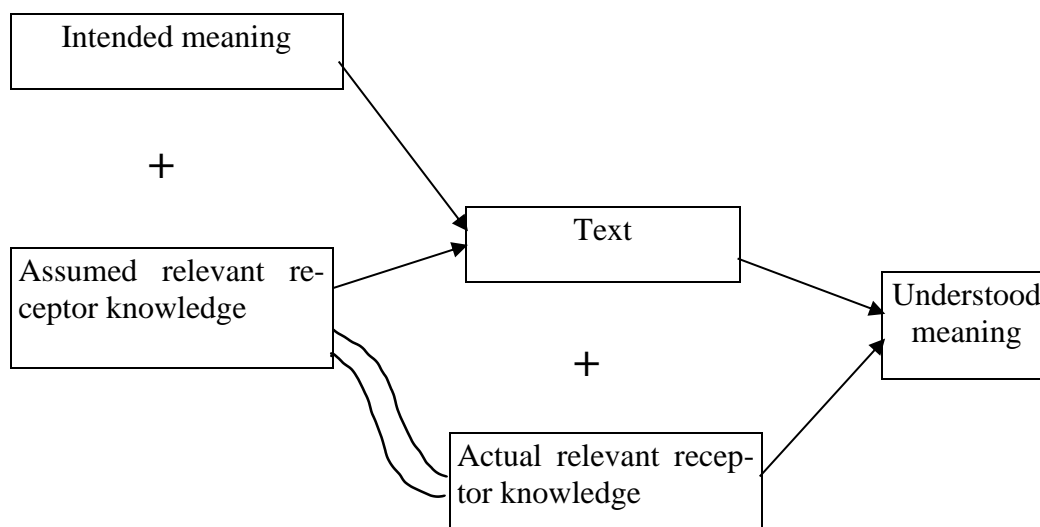 Intended meaning
+
Assumed relevant re-
ceptor knowledge
Text
+
Actual relevant recep-
tor knowledge
Understood
meaning